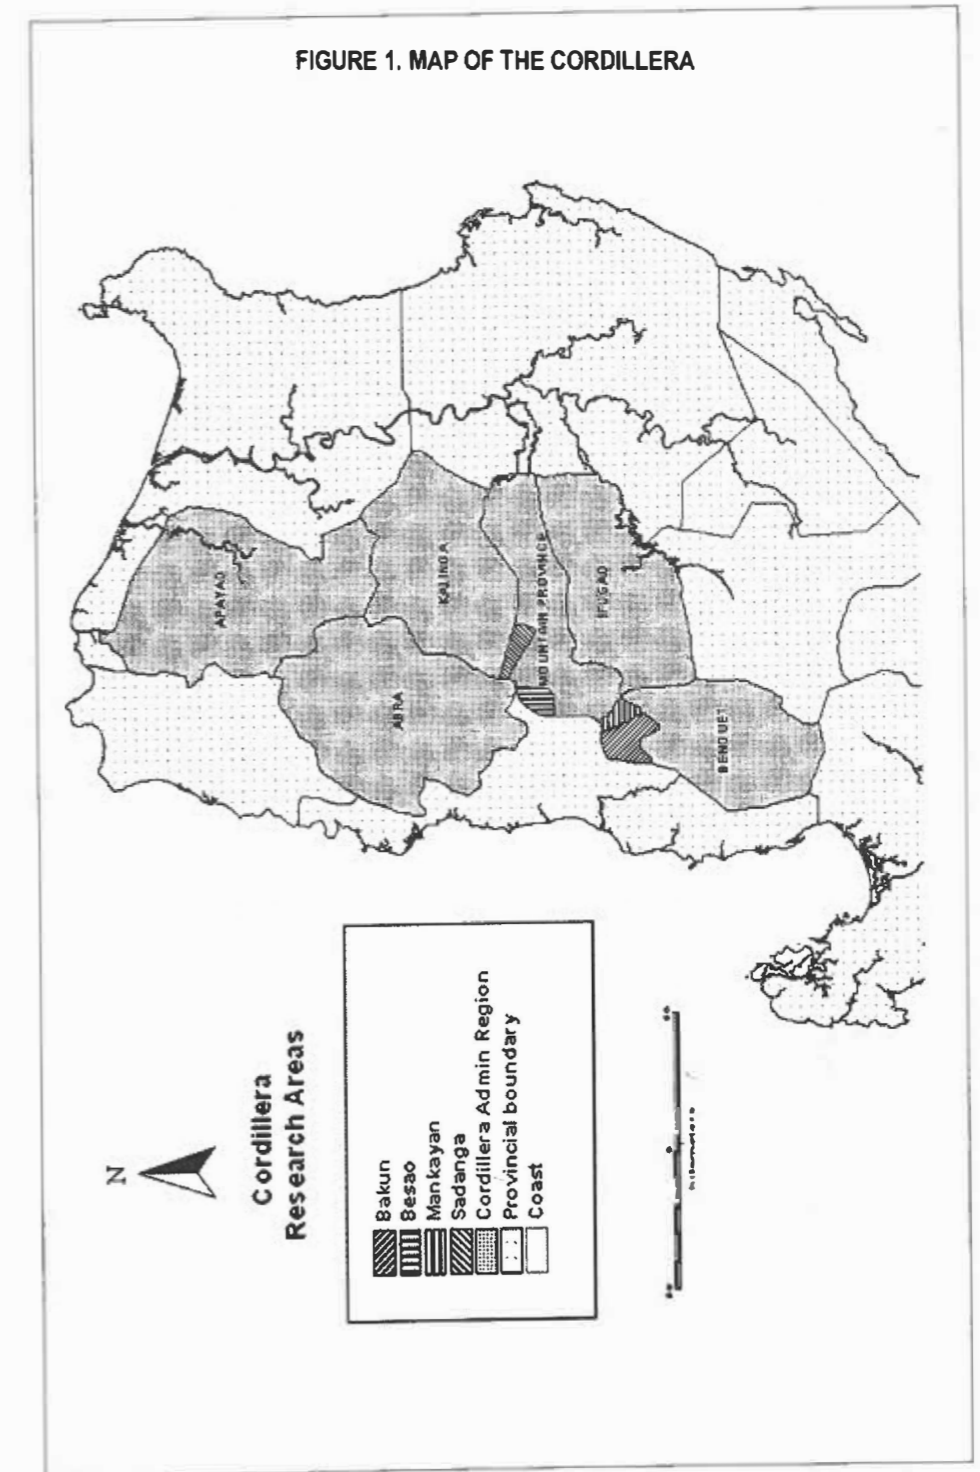 FIGURE 1. MAP OF THE CORDILLERA
APAYAO
KALINGA
ABRA
MOUNTAIN PROVINCE
IFUGAO
BENGUET
N
Cordillera
Research Areas
Bakun
Besao
Mankayan
Sadanga
Cordillera Admin Region
Provincial boundary
Coast